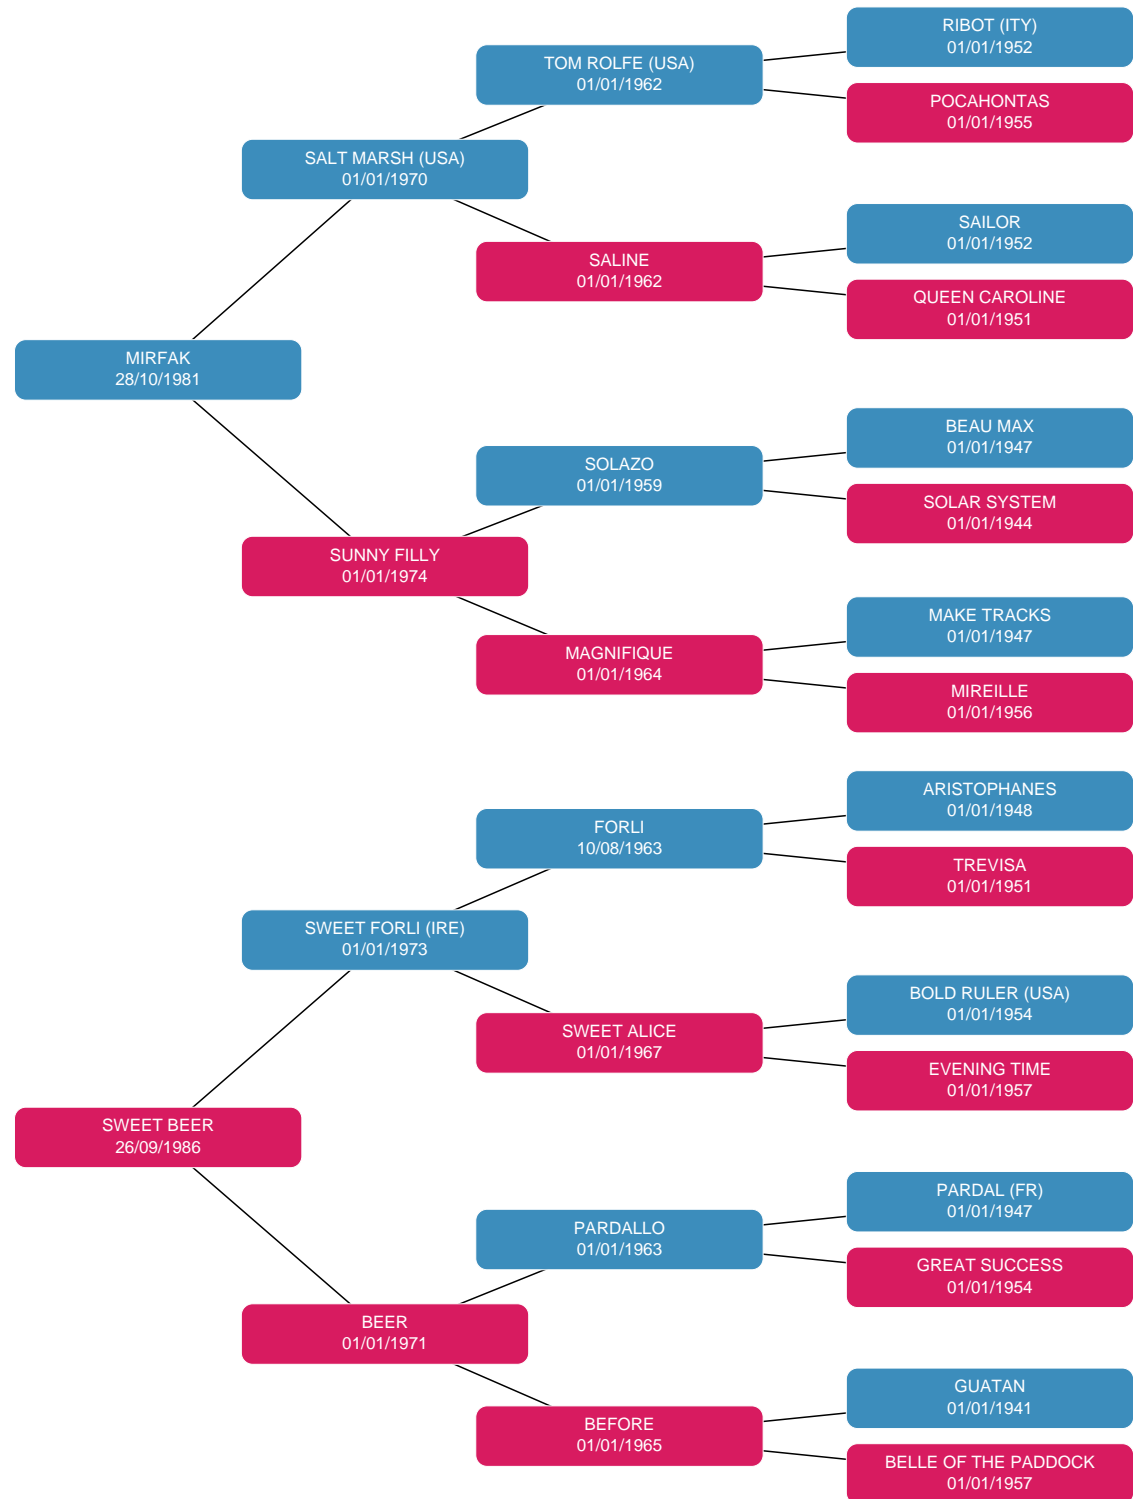 RIBOT (ITY)
01/01/1952
TOM ROLFE (USA)
01/01/1962
POCAHONTAS
01/01/1955
SALT MARSH (USA)
01/01/1970
SAILOR
01/01/1952
SALINE
01/01/1962
QUEEN CAROLINE
01/01/1951
MIRFAK
28/10/1981
BEAU MAX
01/01/1947
SOLAZO
01/01/1959
SOLAR SYSTEM
01/01/1944
SUNNY FILLY
01/01/1974
MAKE TRACKS
01/01/1947
MAGNIFIQUE
01/01/1964
MIREILLE
01/01/1956
ARISTOPHANES
01/01/1948
FORLI
10/08/1963
TREVISA
01/01/1951
SWEET FORLI (IRE)
01/01/1973
BOLD RULER (USA)
01/01/1954
SWEET ALICE
01/01/1967
EVENING TIME
01/01/1957
SWEET BEER
26/09/1986
PARDAL (FR)
01/01/1947
PARDALLO
01/01/1963
GREAT SUCCESS
01/01/1954
BEER
01/01/1971
GUATAN
01/01/1941
BEFORE
01/01/1965
BELLE OF THE PADDOCK
01/01/1957